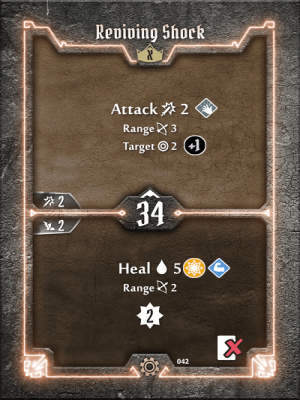 Reviving Shock
X
Attack 2
Range 3
Target 2 +1
2
34
2
Heal 5
Range 2
2
042